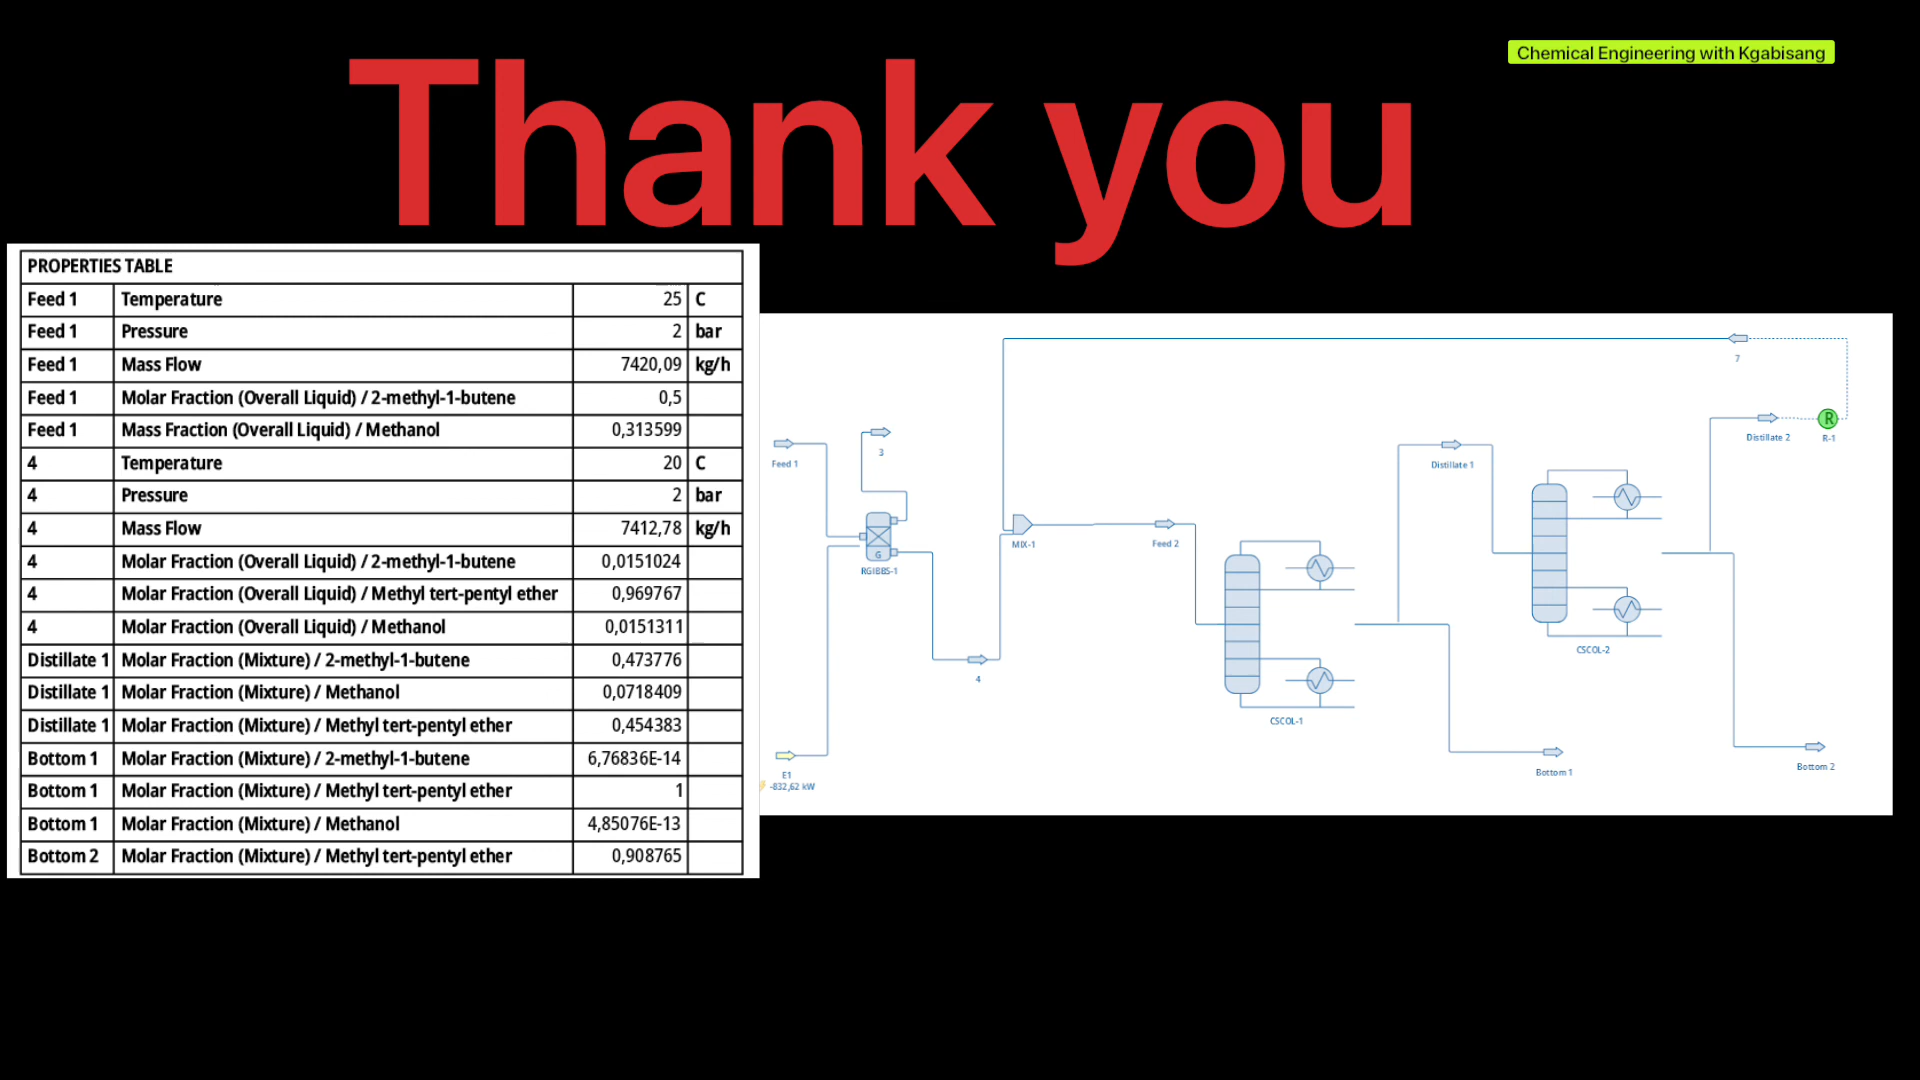 Chemical Engineering with Kgabisang
Thank you
PROPERTIES TABLE
Feed 1 Temperature 25 C
Feed 1 Pressure 2 bar
Feed 1 Mass Flow 7420,09 kg/h
Feed 1 Molar Fraction (Overall Liquid) / 2-methyl-1-butene 0,5
Feed 1 Mass Fraction (Overall Liquid) / Methanol 0,313599
4 Temperature 20 C
4 Pressure 2 bar
4 Mass Flow 7412,78 kg/h
4 Molar Fraction (Overall Liquid) / 2-methyl-1-butene 0,0151024
4 Molar Fraction (Overall Liquid) / Methyl tert-pentyl ether 0,969767
4 Molar Fraction (Overall Liquid) / Methanol 0,0151311
Distillate 1 Molar Fraction (Mixture) / 2-methyl-1-butene 0,473776
Distillate 1 Molar Fraction (Mixture) / Methanol 0,0718409
Distillate 1 Molar Fraction (Mixture) / Methyl tert-pentyl ether 0,454383
Bottom 1 Molar Fraction (Mixture) / 2-methyl-1-butene 6,76836E-14
Bottom 1 Molar Fraction (Mixture) / Methyl tert-pentyl ether 1
Bottom 1 Molar Fraction (Mixture) / Methanol 4,85076E-13
Bottom 2 Molar Fraction (Mixture) / Methyl tert-pentyl ether 0,908765
7
R
Distillate 2
R-1
3
Feed 1
Distillate 1
MIX-1
Feed 2
G
RGIBBS-1
CSCOL-2
4
CSCOL-1
Bottom 2
Bottom 1
E1
-832,62 kW